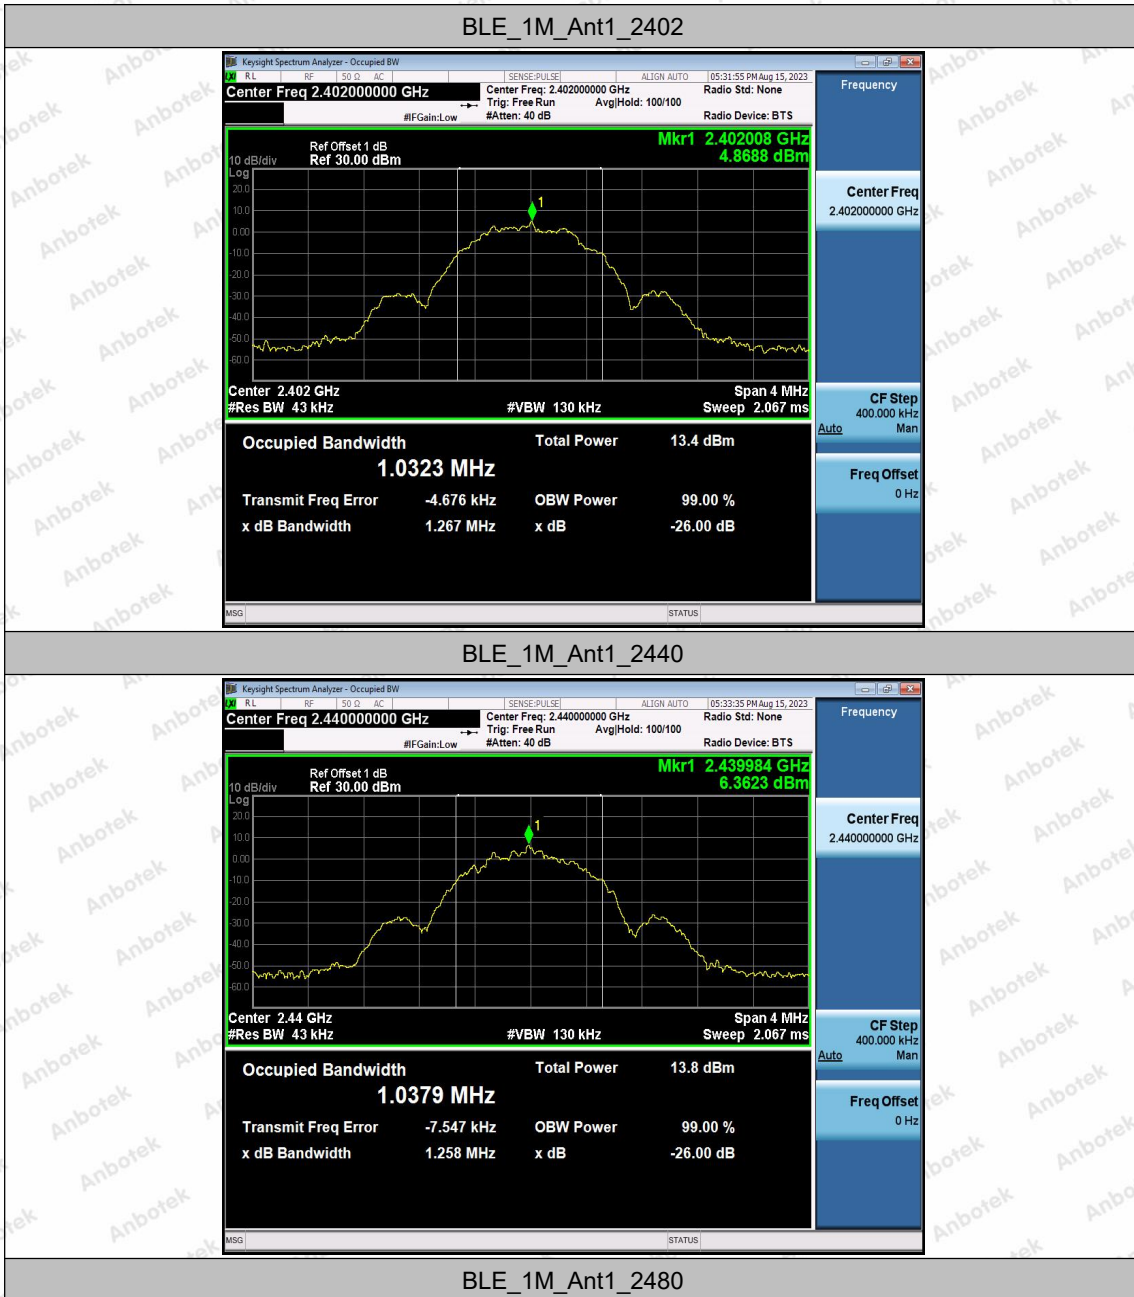 BLE_1M_Ant1_2402
Keysight Spectrum Analyzer - Occupied BW
LXI RL RF 50 Ω AC SENSE:PULSE ALIGN AUTO 05:31:55 PM Aug 15, 2023
Center Freq 2.402000000 GHz
Center Freq: 2.402000000 GHz Radio Std: None
Trig: Free Run Avg|Hold: 100/100
#IFGain:Low #Atten: 40 dB Radio Device: BTS
Frequency
Mkr1 2.402008 GHz
4.8688 dBm
Ref Offset 1 dB
10 dB/div Ref 30.00 dBm
Log
20.0
10.0
0.00
-10.0
-20.0
-30.0
-40.0
-50.0
-60.0
1
Center Freq
2.402000000 GHz
Center 2.402 GHz Span 4 MHz
#Res BW 43 kHz #VBW 130 kHz Sweep 2.067 ms
CF Step
400.000 kHz
Auto Man
Occupied Bandwidth Total Power 13.4 dBm
1.0323 MHz
Transmit Freq Error -4.676 kHz OBW Power 99.00 %
x dB Bandwidth 1.267 MHz x dB -26.00 dB
Freq Offset
0 Hz
MSG STATUS
BLE_1M_Ant1_2440
Keysight Spectrum Analyzer - Occupied BW
LXI RL RF 50 Ω AC SENSE:PULSE ALIGN AUTO 05:33:35 PM Aug 15, 2023
Center Freq 2.440000000 GHz
Center Freq: 2.440000000 GHz Radio Std: None
Trig: Free Run Avg|Hold: 100/100
#IFGain:Low #Atten: 40 dB Radio Device: BTS
Frequency
Mkr1 2.439984 GHz
6.3623 dBm
Ref Offset 1 dB
10 dB/div Ref 30.00 dBm
Log
20.0
10.0
0.00
-10.0
-20.0
-30.0
-40.0
-50.0
-60.0
1
Center Freq
2.440000000 GHz
Center 2.44 GHz Span 4 MHz
#Res BW 43 kHz #VBW 130 kHz Sweep 2.067 ms
CF Step
400.000 kHz
Auto Man
Occupied Bandwidth Total Power 13.8 dBm
1.0379 MHz
Transmit Freq Error -7.547 kHz OBW Power 99.00 %
x dB Bandwidth 1.258 MHz x dB -26.00 dB
Freq Offset
0 Hz
MSG STATUS
BLE_1M_Ant1_2480
Anbotek